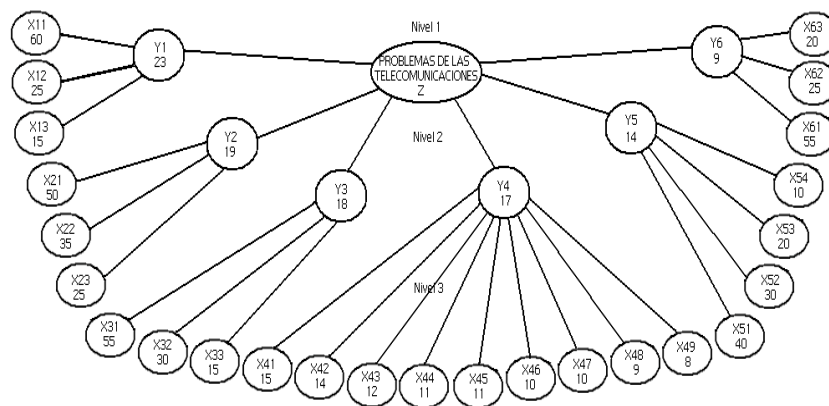 Nivel 1
X11
60
Y1
23
PROBLEMAS DE LAS
TELECOMUNICACIONES
Z
Y6
9
X63
20
X12
25
X62
25
X13
15
Y2
19
Nivel 2
Y5
14
X61
55
X21
50
Y3
18
Y4
17
X54
10
X22
35
X53
20
X23
25
Nivel 3
X52
30
X31
55
X32
30
X33
15
X41
15
X42
14
X43
12
X44
11
X45
11
X46
10
X47
10
X48
9
X49
8
X51
40